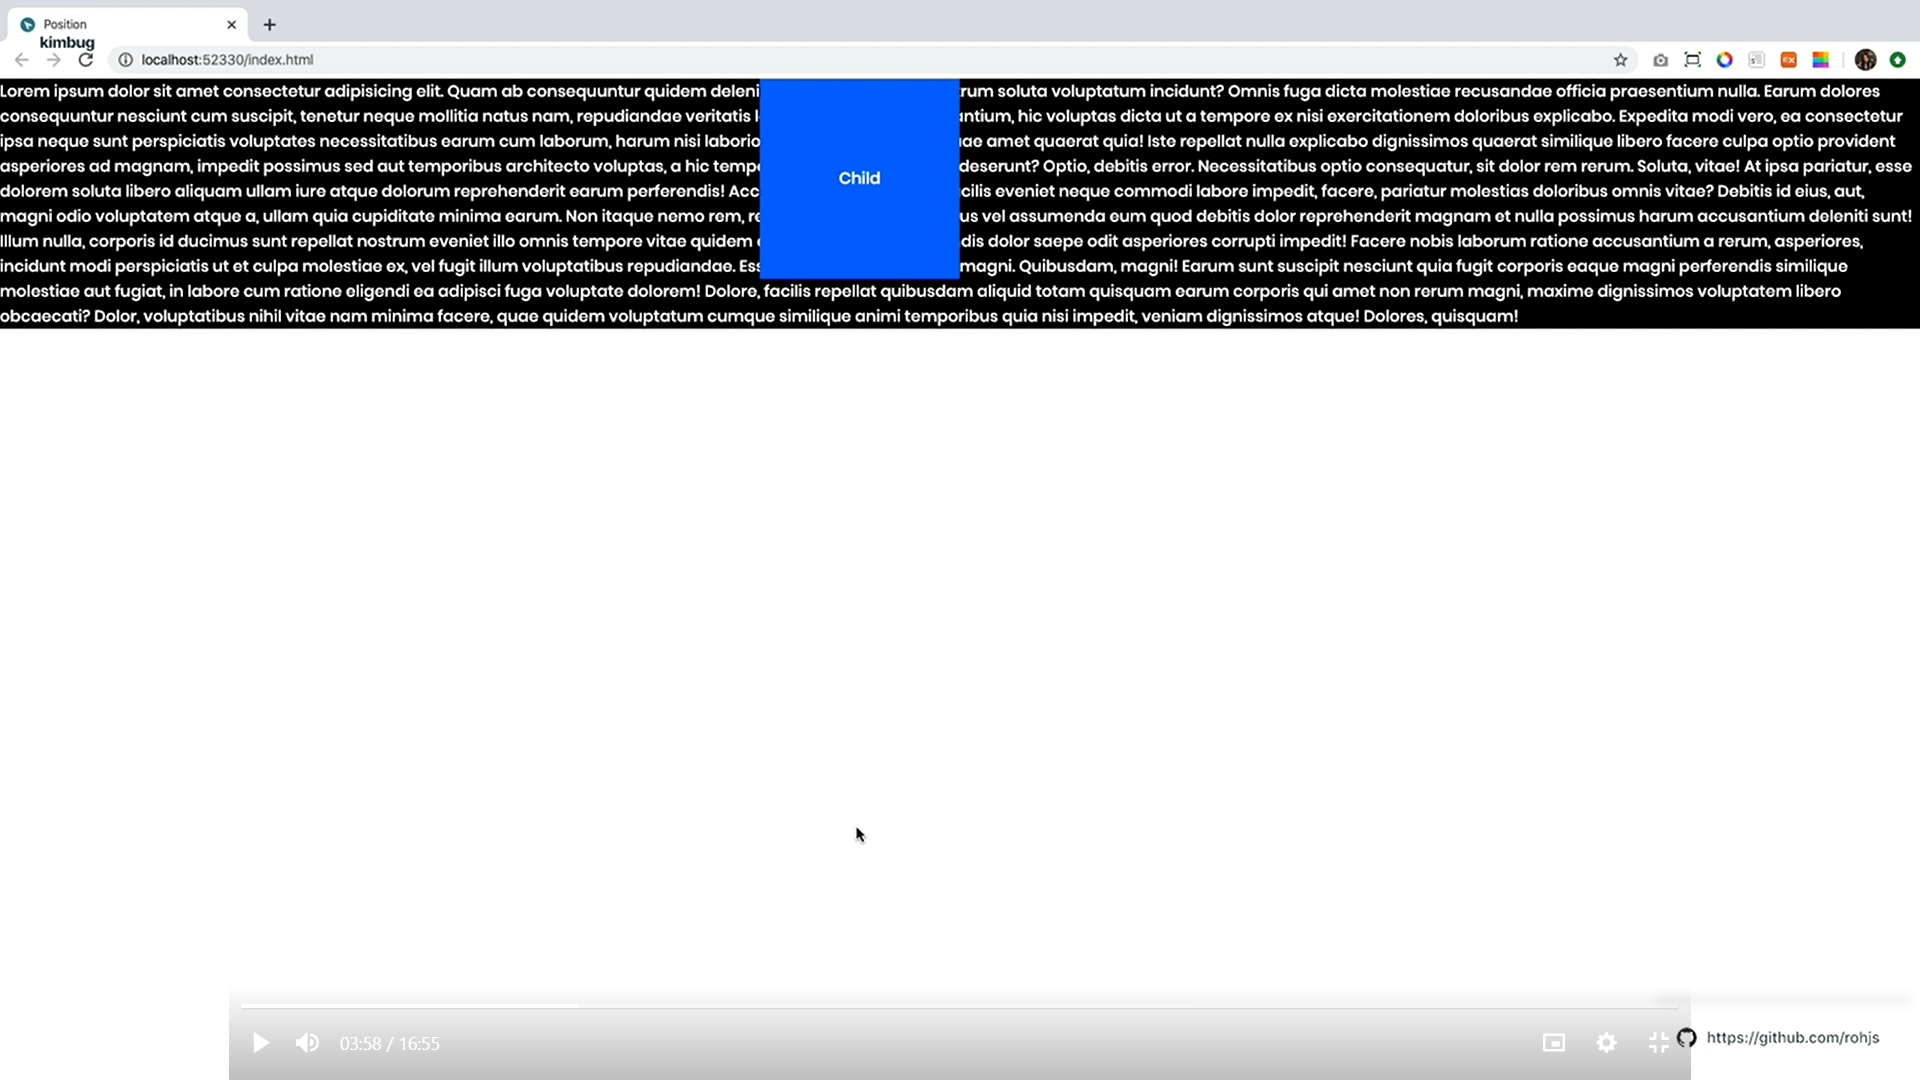 Position
kimbug
localhost:52330/index.html
Lorem ipsum dolor sit amet consectetur adipisicing elit. Quam ab consequuntur quidem deleni rum soluta voluptatum incidunt? Omnis fuga dicta molestiae recusandae officia praesentium nulla. Earum dolores
consequuntur nesciunt cum suscipit, tenetur neque mollitia natus nam, repudiandae veritatis antium, hic voluptas dicta ut a tempore ex nisi exercitationem doloribus explicabo. Expedita modi vero, ea consectetur
ipsa neque sunt perspiciatis voluptates necessitatibus earum cum laborum, harum nisi laborio ae amet quaerat quia! Iste repellat nulla explicabo dignissimos quaerat similique libero facere culpa optio provident
asperiores ad magnam, impedit possimus sed aut temporibus architecto voluptas, a hic temp deserunt? Optio, debitis error. Necessitatibus optio consequatur, sit dolor rem rerum. Soluta, vitae! At ipsa pariatur, esse
Child
dolorem soluta libero aliquam ullam iure atque dolorum reprehenderit earum perferendis! Acc cilis eveniet neque commodi labore impedit, facere, pariatur molestias doloribus omnis vitae? Debitis id eius, aut,
magni odio voluptatem atque a, ullam quia cupiditate minima earum. Non itaque nemo rem, re us vel assumenda eum quod debitis dolor reprehenderit magnam et nulla possimus harum accusantium deleniti sunt!
Illum nulla, corporis id ducimus sunt repellat nostrum eveniet illo omnis tempore vitae quidem dis dolor saepe odit asperiores corrupti impedit! Facere nobis laborum ratione accusantium a rerum, asperiores,
incidunt modi perspiciatis ut et culpa molestiae ex, vel fugit illum voluptatibus repudiandae. Ess magni. Quibusdam, magni! Earum sunt suscipit nesciunt quia fugit corporis eaque magni perferendis similique
molestiae aut fugiat, in labore cum ratione eligendi ea adipisci fuga voluptate dolorem! Dolore, facilis repellat quibusdam aliquid totam quisquam earum corporis qui amet non rerum magni, maxime dignissimos voluptatem libero
obcaecati? Dolor, voluptatibus nihil vitae nam minima facere, quae quidem voluptatum cumque similique animi temporibus quia nisi impedit, veniam dignissimos atque! Dolores, quisquam!
03:58 / 16:55
https://github.com/rohjs